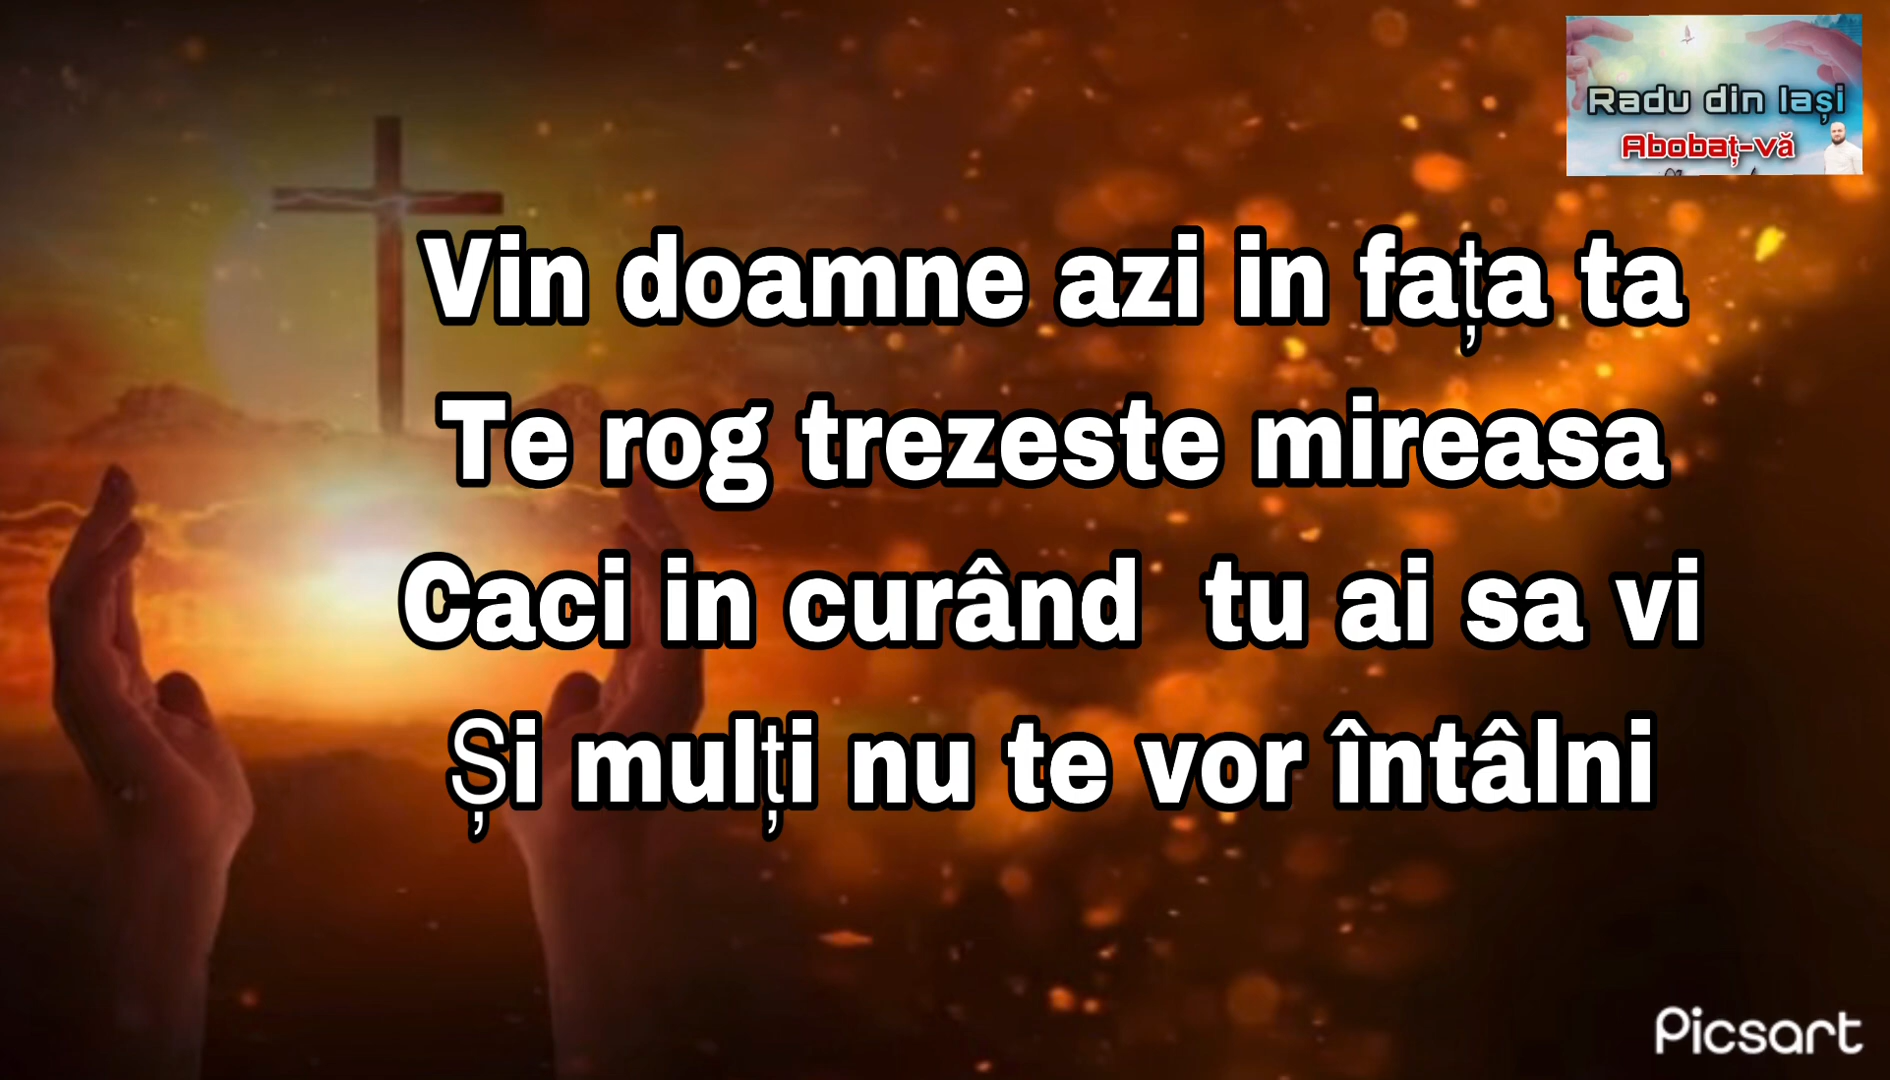 Radu din Iași
Abobaț-vă
Vin doamne azi in fața ta
Te rog trezeste mireasa
Caci in curând tu ai sa vi
Și mulți nu te vor întâlni
Picsart